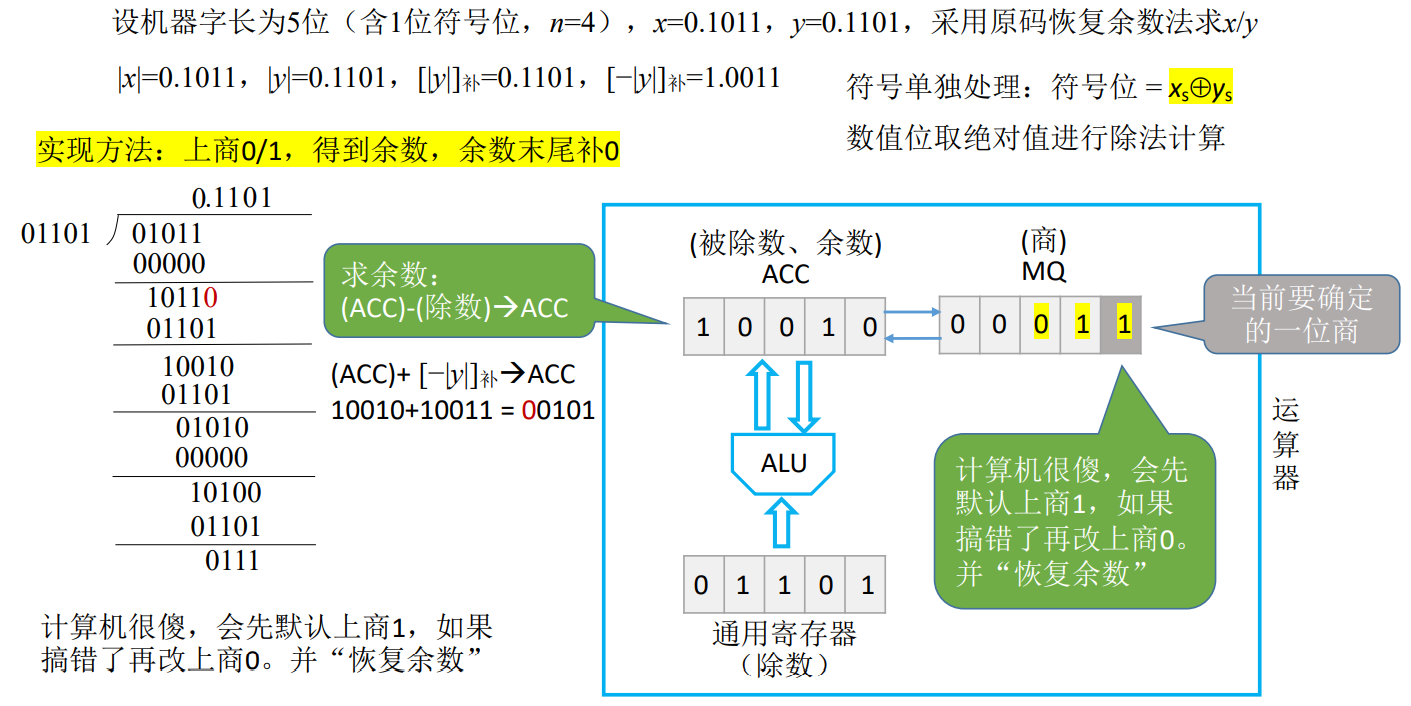 设机器字长为5位（含1位符号位，n=4），x=0.1011，y=0.1101，采用原码恢复余数法求x/y
|x|=0.1011，|y|=0.1101，[|y|]补=0.1101，[−|y|]补=1.0011
符号单独处理：符号位 = xs⊕ys
数值位取绝对值进行除法计算
实现方法：上商0/1，得到余数，余数末尾补0
0.1101
01101
01011
00000
10110
01101
10010
01101
01010
00000
10100
01101
0111
求余数：
(ACC)-(除数)→ACC
(ACC)+ [−|y|]补→ACC
10010+10011 = 00101
计算机很傻，会先默认上商1，如果
搞错了再改上商0。并“恢复余数”
(被除数、余数)
ACC
1 0 0 1 0
(商)
MQ
0 0 0 1 1
当前要确定
的一位商
ALU
0 1 1 0 1
通用寄存器
（除数）
计算机很傻，会先
默认上商1，如果
搞错了再改上商0。
并“恢复余数”
运
算
器